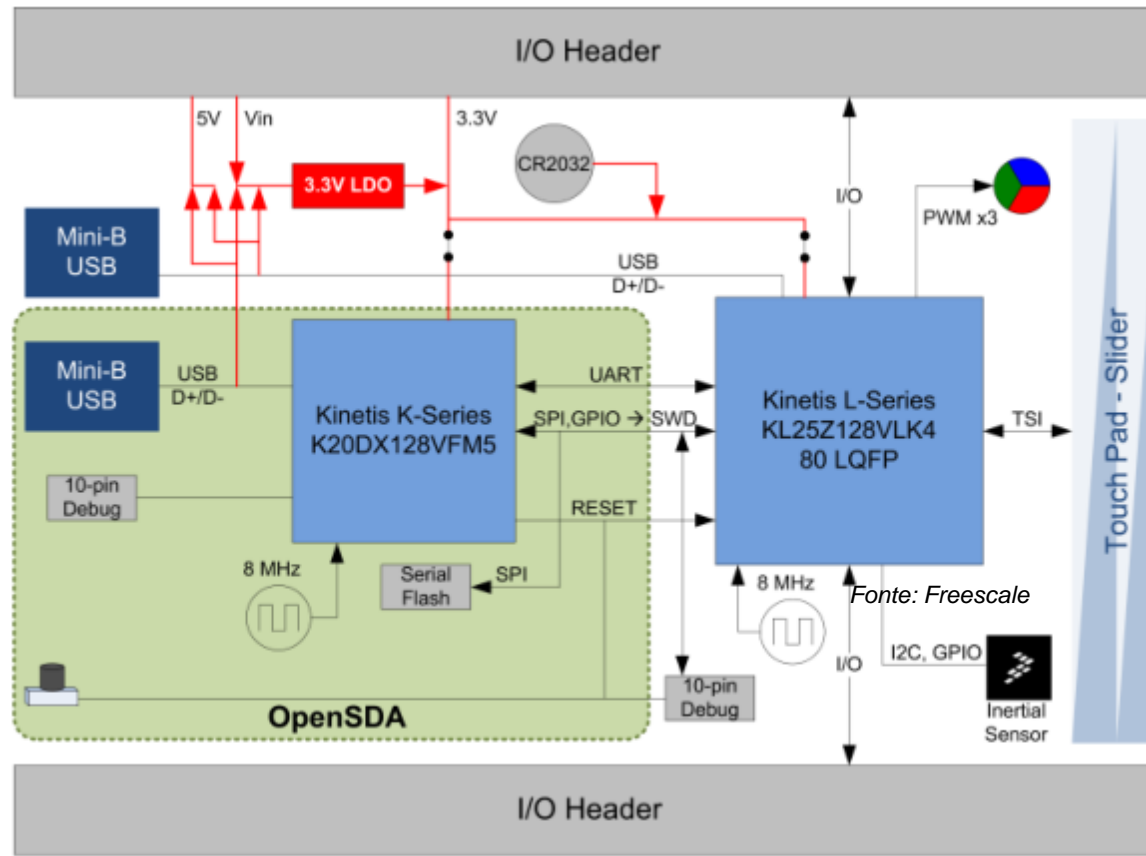 I/O Header
5V
Vin
3.3V
3.3V LDO
CR2032
I/O
PWM x3
Mini-B
USB
USB
D+/D-
Mini-B
USB
USB
D+/D-
Kinetis K-Series
K20DX128VFM5
UART
SPI,GPIO → SWD
RESET
Kinetis L-Series
KL25Z128VLK4
80 LQFP
TSI
Touch Pad - Slider
10-pin
Debug
8 MHz
Serial
Flash
SPI
8 MHz
Fonte: Freescale
I/O
I2C, GPIO
Inertial
Sensor
10-pin
Debug
OpenSDA
I/O Header